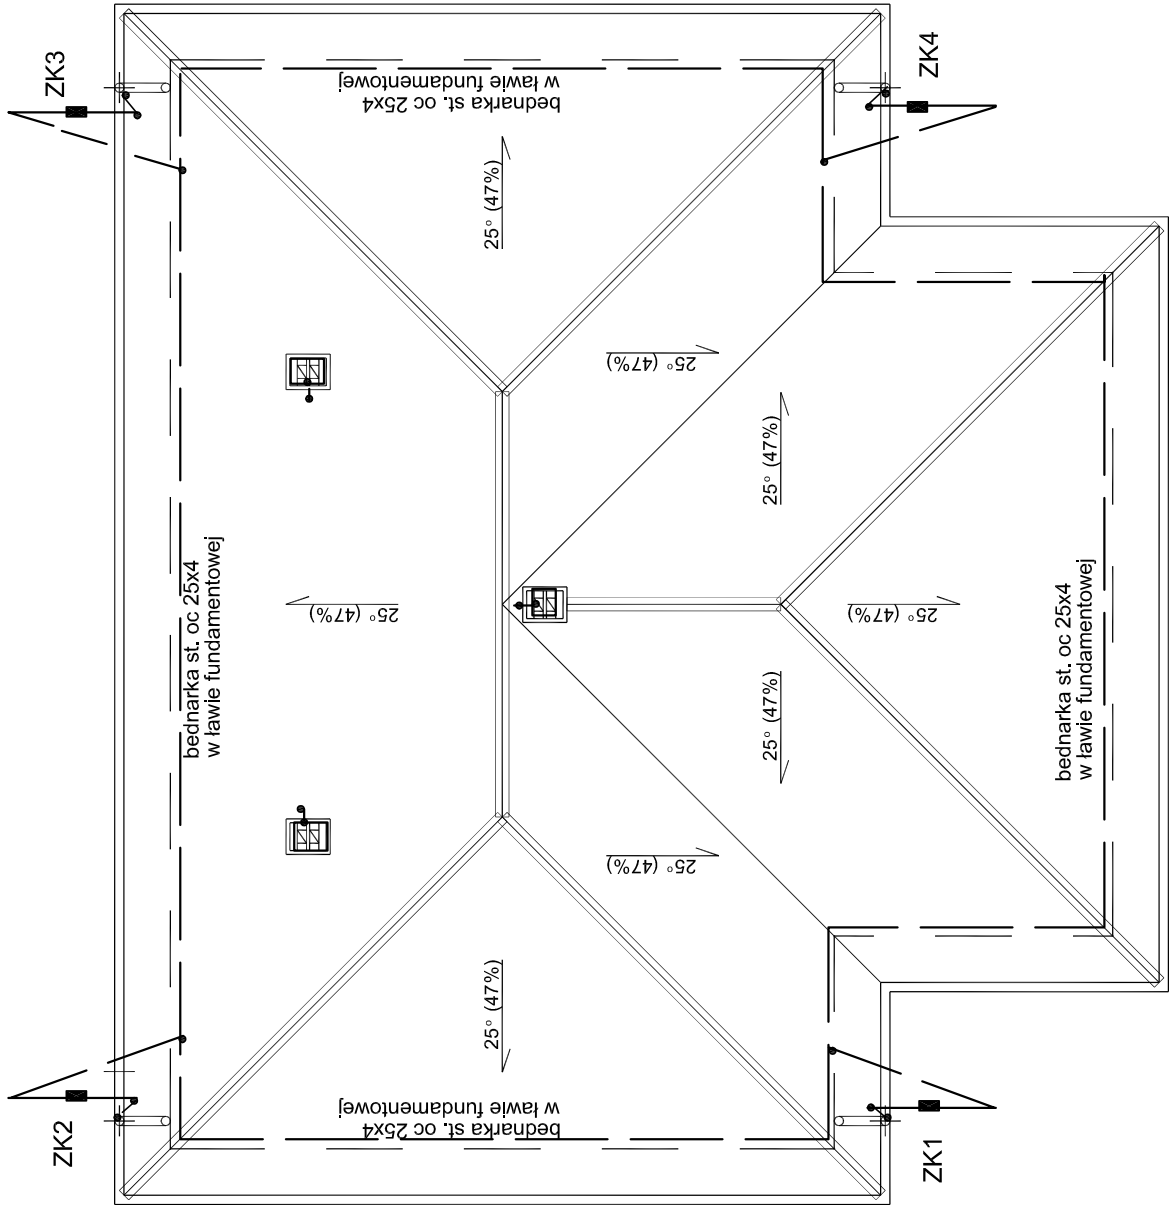 ZK3
ZK4
bednarka st. oc 25x4
w ławie fundamentowej
25° (47%)
25° (47%)
25° (47%)
bednarka st. oc 25x4
w ławie fundamentowej
25° (47%)
25° (47%)
bednarka st. oc 25x4
w ławie fundamentowej
25° (47%)
25° (47%)
25° (47%)
bednarka st. oc 25x4
w ławie fundamentowej
ZK2
ZK1